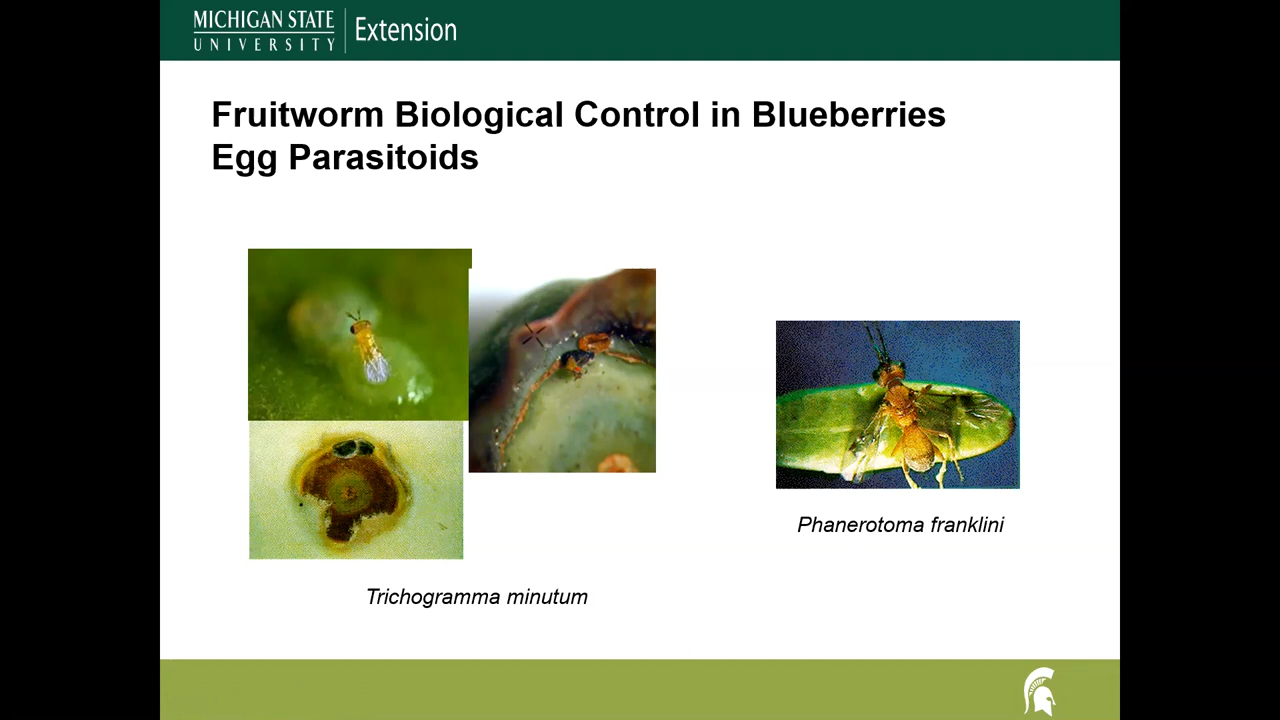 MICHIGAN STATE
UNIVERSITY
Extension
Fruitworm Biological Control in Blueberries
Egg Parasitoids
Phanerotoma franklini
Trichogramma minutum